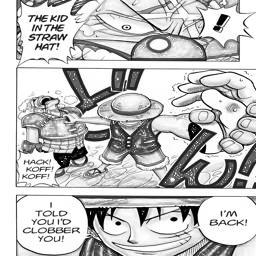 THE KID
IN THE
STRAW
HAT!
!
HACK!
KOFF!
KOFF!
I
TOLD
YOU I'D
CLOBBER
YOU!
I'M
BACK!